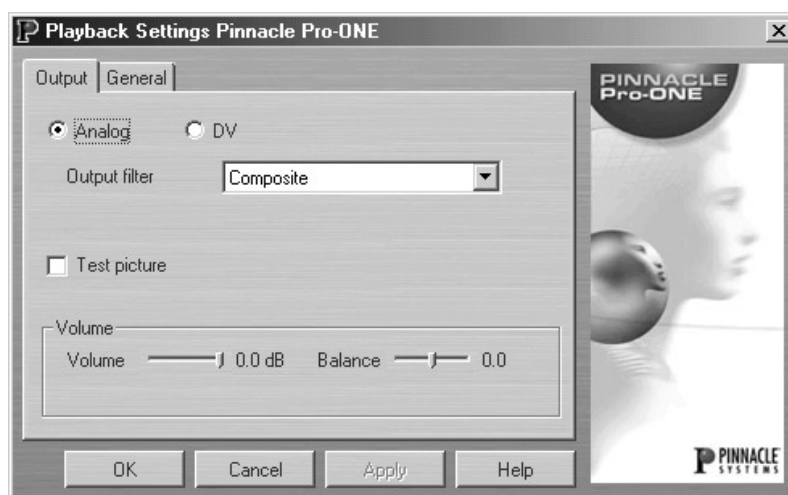 Playback Settings Pinnacle Pro-ONE
Output
General
Analog
DV
Output filter
Composite
Test picture
Volume
Volume
0.0 dB
Balance
0.0
OK
Cancel
Apply
Help
PINNACLE
Pro-ONE
PINNACLE
SYSTEMS